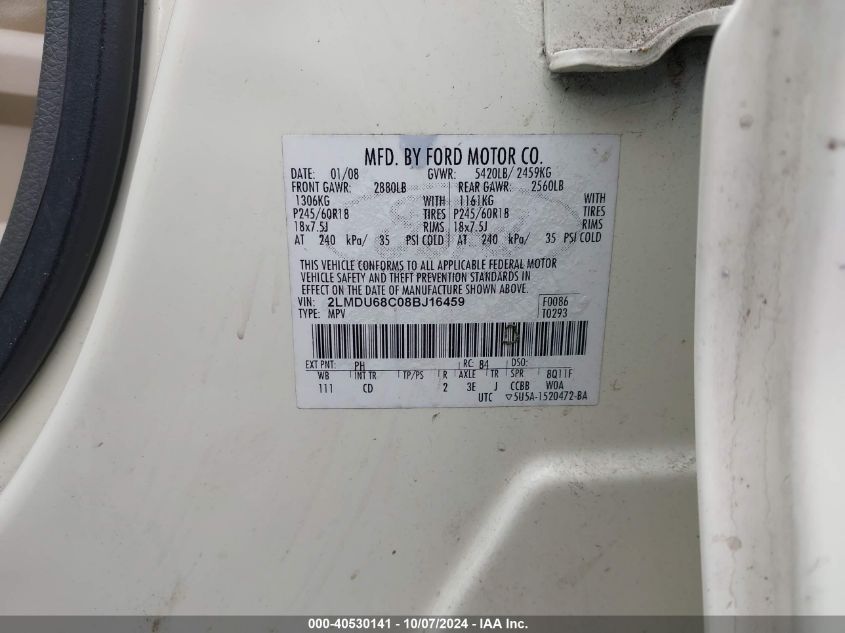 MFD. BY FORD MOTOR CO.
DATE: 01/08 GVWR: 5420LB/ 2459KG
FRONT GAWR: 2880LB REAR GAWR: 2560LB
1306KG WITH 1161KG WITH
P245/60R18 TIRES P245/60R18 TIRES
18x7.5J RIMS 18x7.5J RIMS
AT 240 kPa/ 35 PSI COLD AT 240 kPa/ 35 PSI COLD
THIS VEHICLE CONFORMS TO ALL APPLICABLE FEDERAL MOTOR
VEHICLE SAFETY AND THEFT PREVENTION STANDARDS IN
EFFECT ON THE DATE OF MANUFACTURE SHOWN ABOVE.
VIN: 2LMDU68C08BJ16459 F0086
TYPE: MPV T0293
EXT PNT: PH RC: B4 DSO:
WB INT TR TP/PS R AXLE TR SPR 8Q11F
111 CD 2 3E J CCBB WOA
UTC ▽5U5A-1520472-BA
000-40530141 - 10/07/2024 - IAA Inc.